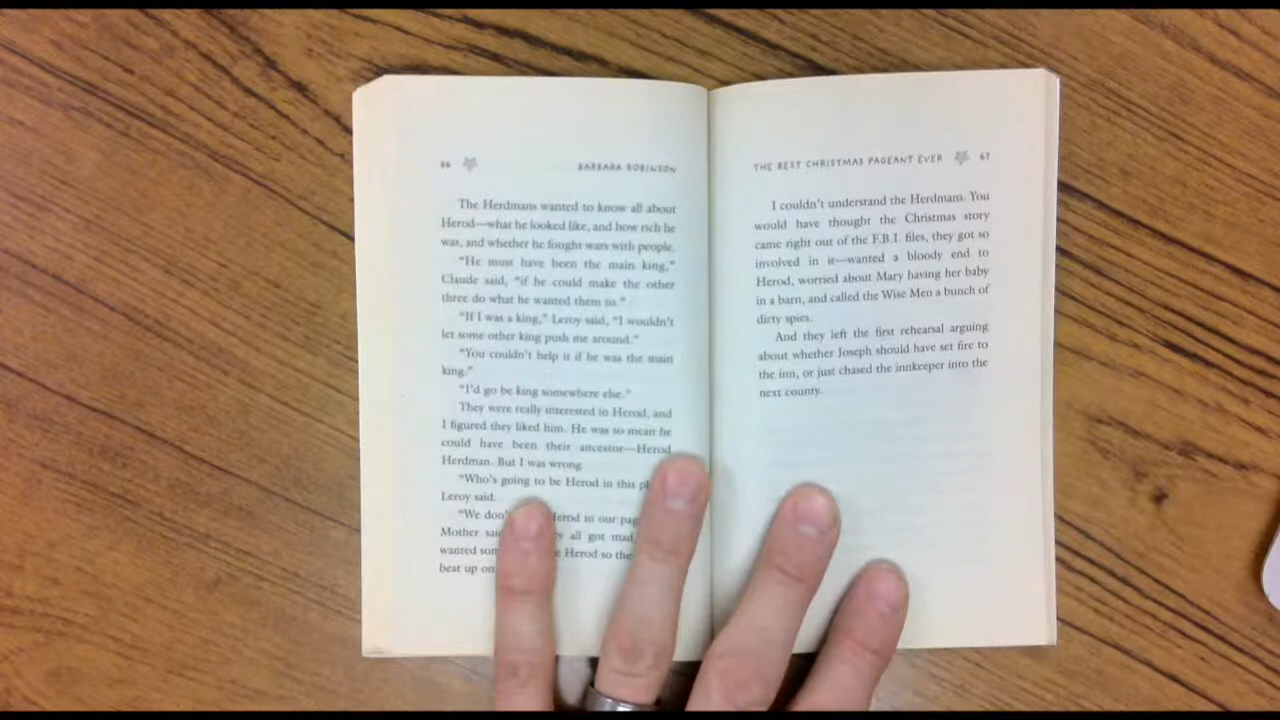 66 BARBARA ROBINSON
The Herdmans wanted to know all about
Herod—what he looked like, and how rich he
was, and whether he fought wars with people.
"He must have been the main king,"
Claude said, "if he could make the other
three do what he wanted them to."
"If I was a king," Leroy said, "I wouldn't
let some other king push me around."
"You couldn't help it if he was the main
king."
"I'd go be king somewhere else."
They were really interested in Herod, and
I figured they liked him. He was so mean he
could have been their ancestor—Herod
Herdman. But I was wrong.
"Who's going to be Herod in this
Leroy said.
"We Herod in our
Mother all got mad,
wanted Herod so
beat up on
THE BEST CHRISTMAS PAGEANT EVER 67
I couldn't understand the Herdmans. You
would have thought the Christmas story
came right out of the F.B.I. files, they got so
involved in it—wanted a bloody end to
Herod, worried about Mary having her baby
in a barn, and called the Wise Men a bunch of
dirty spies.
And they left the first rehearsal arguing
about whether Joseph should have set fire to
the inn, or just chased the innkeeper into the
next county.